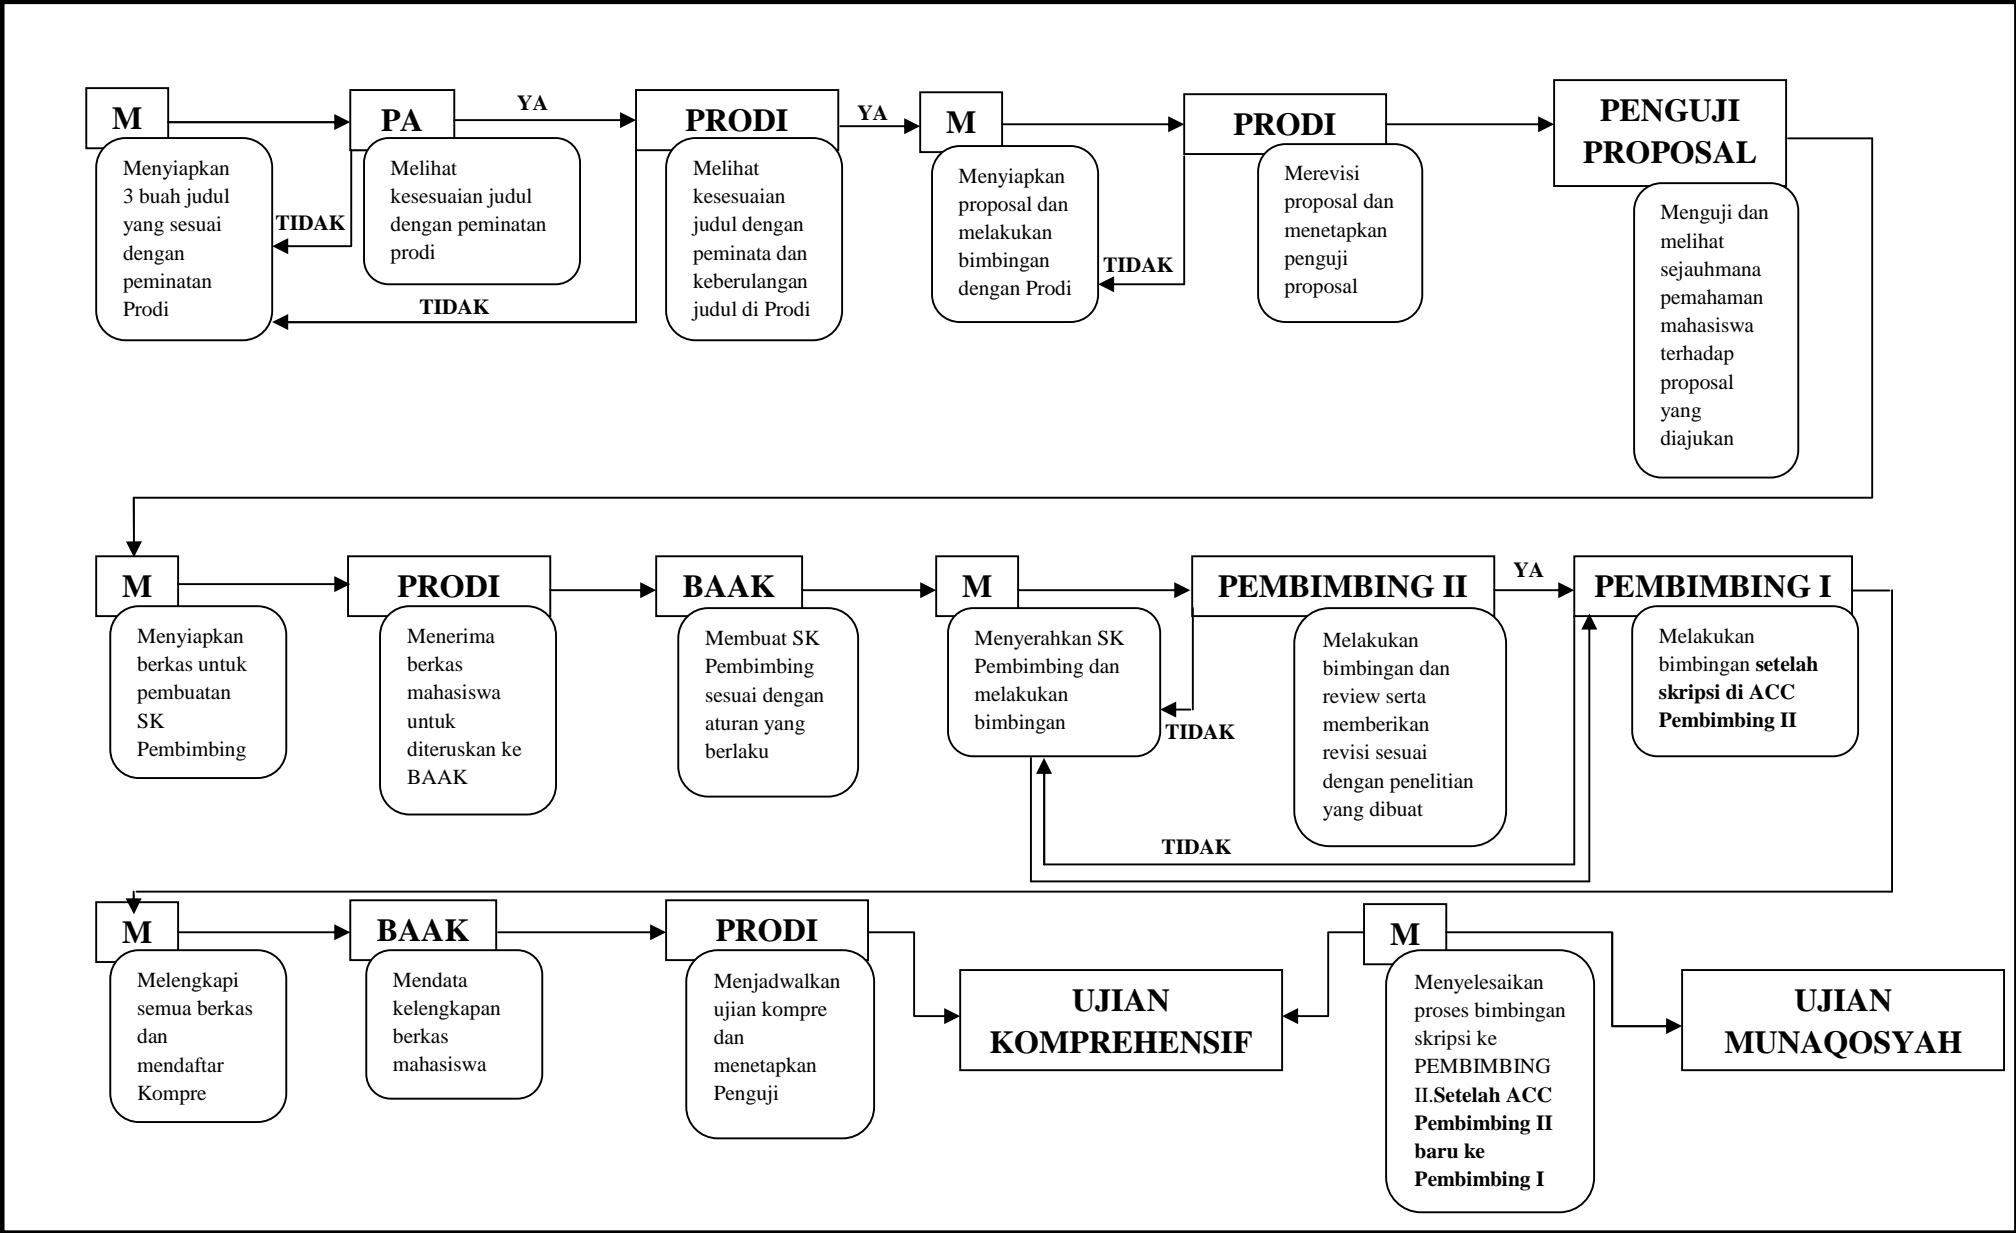 M
Menyiapkan
3 buah judul
yang sesuai
dengan
peminatan
Prodi
TIDAK
TIDAK
PA
Melihat
kesesuaian judul
dengan peminatan
prodi
YA
PRODI
Melihat
kesesuaian
judul dengan
peminata dan
keberulangan
judul di Prodi
YA
M
Menyiapkan
proposal dan
melakukan
bimbingan
dengan Prodi
TIDAK
PRODI
Merevisi
proposal dan
menetapkan
penguji
proposal
PENGUJI
PROPOSAL
Menguji dan
melihat
sejauhmana
pemahaman
mahasiswa
terhadap
proposal
yang
diajukan
M
Menyiapkan
berkas untuk
pembuatan
SK
Pembimbing
PRODI
Menerima
berkas
mahasiswa
untuk
diteruskan ke
BAAK
BAAK
Membuat SK
Pembimbing
sesuai dengan
aturan yang
berlaku
M
Menyerahkan SK
Pembimbing dan
melakukan
bimbingan
TIDAK
PEMBIMBING II
Melakukan
bimbingan dan
review serta
memberikan
revisi sesuai
dengan penelitian
yang dibuat
YA
PEMBIMBING I
Melakukan
bimbingan setelah
skripsi di ACC
Pembimbing II
TIDAK
M
Melengkapi
semua berkas
dan
mendaftar
Kompre
BAAK
Mendata
kelengkapan
berkas
mahasiswa
PRODI
Menjadwalkan
ujian kompre
dan
menetapkan
Penguji
UJIAN
KOMPREHENSIF
M
Menyelesaikan
proses bimbingan
skripsi ke
PEMBIMBING
II.Setelah ACC
Pembimbing II
baru ke
Pembimbing I
UJIAN
MUNAQOSYAH